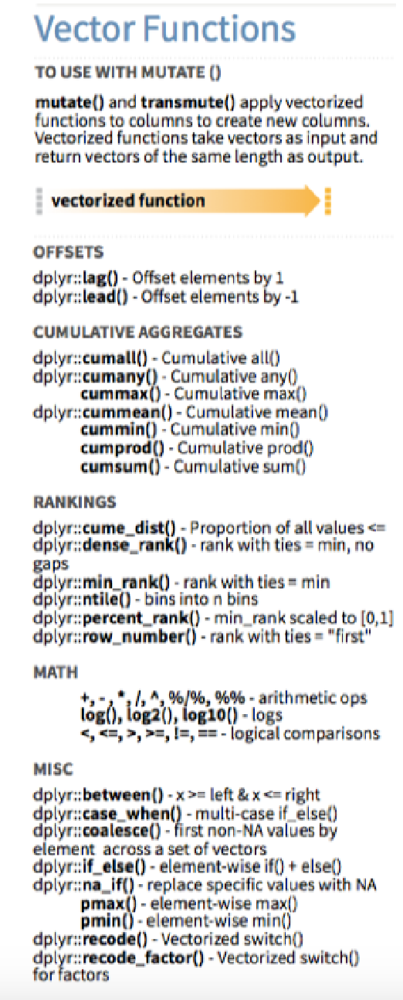 Vector Functions
TO USE WITH MUTATE ()
mutate() and transmute() apply vectorized
functions to columns to create new columns.
Vectorized functions take vectors as input and
return vectors of the same length as output.
vectorized function
OFFSETS
dplyr::lag() - Offset elements by 1
dplyr::lead() - Offset elements by -1
CUMULATIVE AGGREGATES
dplyr::cumall() - Cumulative all()
dplyr::cumany() - Cumulative any()
cummax() - Cumulative max()
dplyr::cummean() - Cumulative mean()
cummin() - Cumulative min()
cumprod() - Cumulative prod()
cumsum() - Cumulative sum()
RANKINGS
dplyr::cume_dist() - Proportion of all values <=
dplyr::dense_rank() - rank with ties = min, no
gaps
dplyr::min_rank() - rank with ties = min
dplyr::ntile() - bins into n bins
dplyr::percent_rank() - min_rank scaled to [0,1]
dplyr::row_number() - rank with ties = "first"
MATH
+, - , *, /, ^, %/%, %% - arithmetic ops
log(), log2(), log10() - logs
<, <=, >, >=, !=, == - logical comparisons
MISC
dplyr::between() - x >= left & x <= right
dplyr::case_when() - multi-case if_else()
dplyr::coalesce() - first non-NA values by
element across a set of vectors
dplyr::if_else() - element-wise if() + else()
dplyr::na_if() - replace specific values with NA
pmax() - element-wise max()
pmin() - element-wise min()
dplyr::recode() - Vectorized switch()
dplyr::recode_factor() - Vectorized switch()
for factors